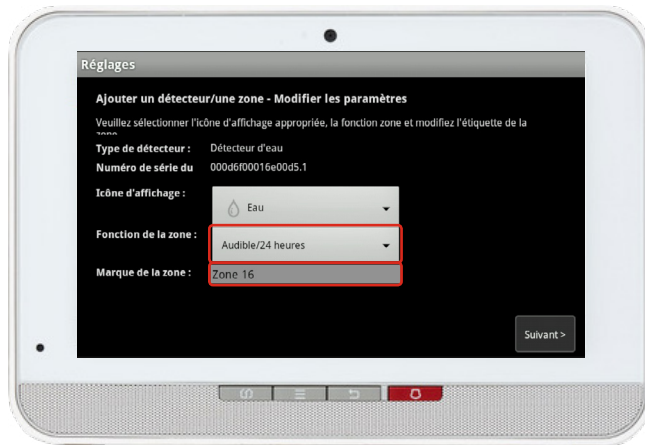 Réglages
Ajouter un détecteur/une zone - Modifier les paramètres
Veuillez sélectionner l'icône d'affichage appropriée, la fonction zone et modifiez l'étiquette de la
zone
Type de détecteur : Détecteur d'eau
Numéro de série du 000d6f00016e00d5.1
Icône d'affichage : Eau
Fonction de la zone : Audible/24 heures
Marque de la zone : Zone 16
Suivant >